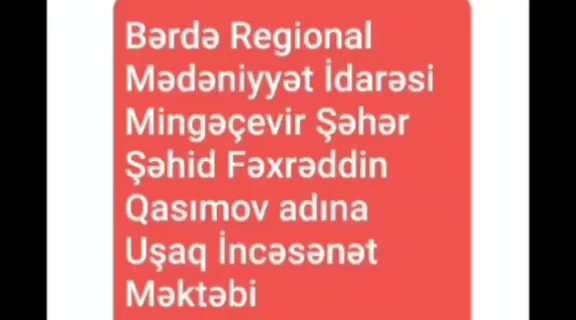 Bərdə Regional
Mədəniyyət İdarəsi
Mingəçevir Şəhər
Şəhid Fəxrəddin
Qasımov adına
Uşaq İncəsənət
Məktəbi